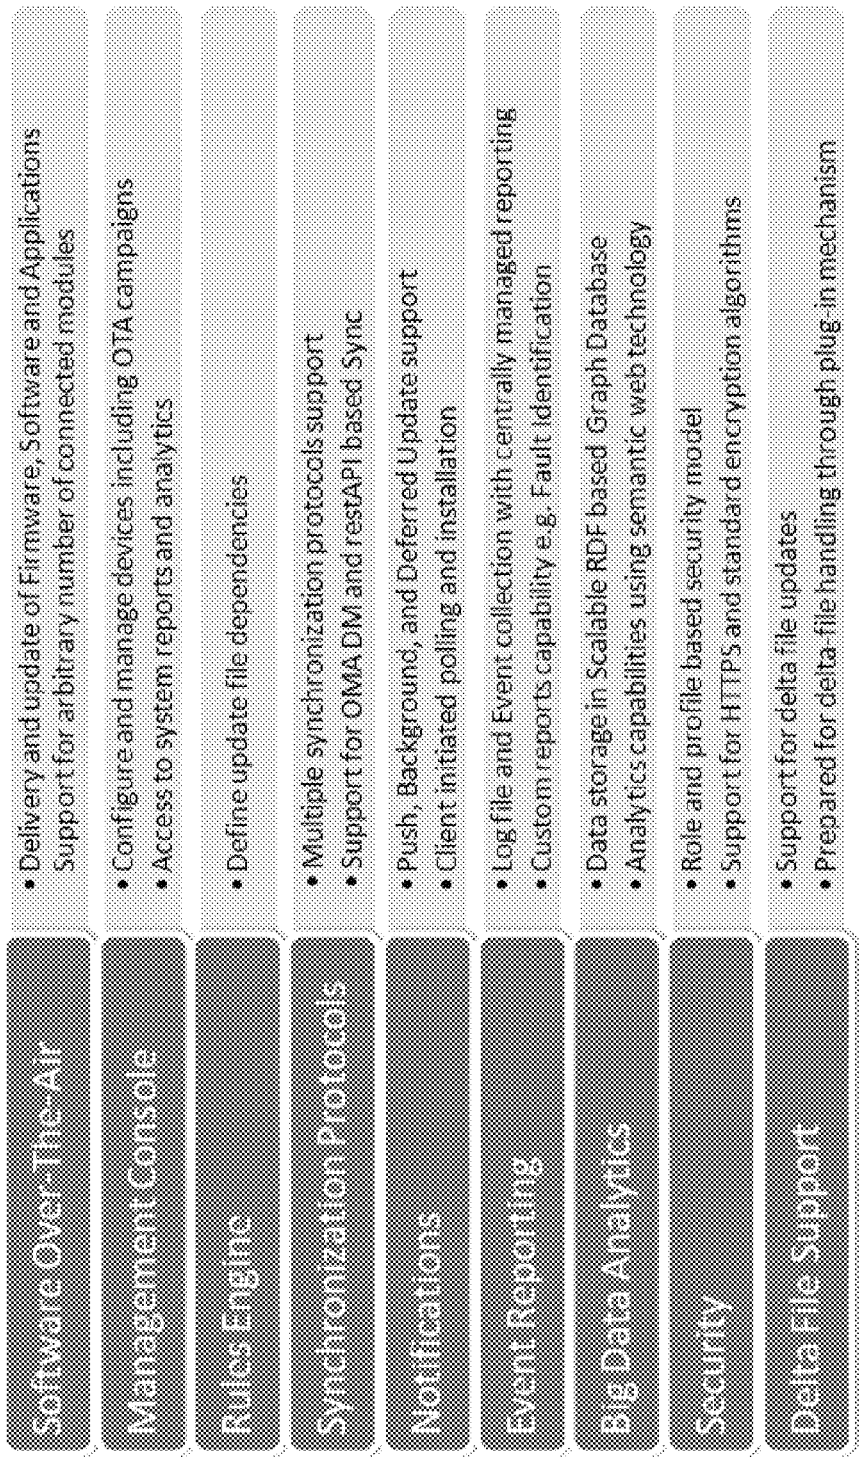 Software Over-The-Air
• Delivery and update of Firmware, Software and Applications
Support for arbitrary number of connected modules
Management Console
• Configure and manage devices including OTA campaigns
• Access to system reports and analytics
Rules Engine
• Define update file dependencies
Synchronization Protocols
• Multiple synchronization protocols support
• Support for OMA DM and restAPI based Sync
Notifications
• Push, Background, and Deferred Update support
• Client initiated polling and installation
Event Reporting
• Log file and Event collection with centrally managed reporting
• Custom reports capability e.g. Fault Identification
Big Data Analytics
• Data storage in Scalable RDF based Graph Database
• Analytics capabilities using semantic web technology
Security
• Role and profile based security model
• Support for HTTPS and standard encryption algorithms
Delta File Support
• Support for delta file updates
• Prepared for delta-file handling through plug-in mechanism